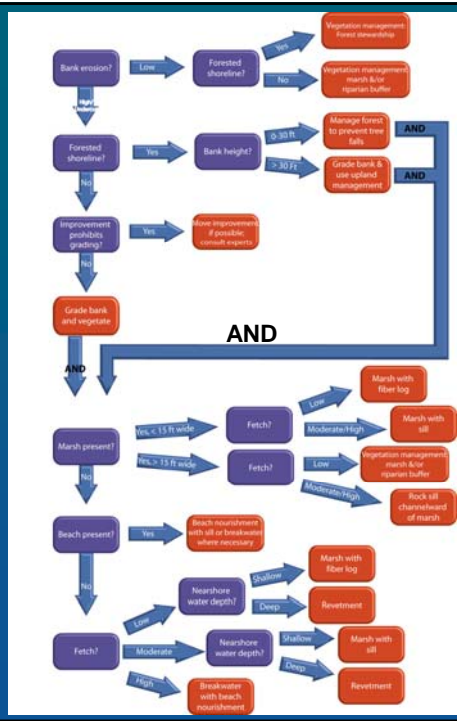 Bank erosion?
Low
Forested
shoreline?
Yes
Vegetation management:
Forest stewardship
No
Vegetation management:
marsh &/or
riparian buffer
High/
Forested
shoreline?
Yes
Bank height?
0-30 ft
Manage forest
to prevent tree
falls
AND
> 30 Ft
Grade bank &
use upland
management
AND
No
Improvement
prohibits
grading?
Yes
Move improvement
if possible;
consult experts
No
Grade bank
and vegetate
AND
AND
Marsh present?
Yes, < 15 ft wide
Fetch?
Low
Marsh with
fiber log
Moderate/High
Marsh with
sill
Yes, > 15 ft wide
Fetch?
Low
Vegetation management:
marsh &/or
riparian buffer
Moderate/High
Rock sill
channelward
of marsh
No
Beach present?
Yes
Beach nourishment
with sill or breakwater
where necessary
No
Fetch?
Low
Nearshore
water depth?
Shallow
Marsh with
fiber log
Deep
Revetment
Moderate
Nearshore
water depth?
Shallow
Marsh with
sill
Deep
Revetment
High
Breakwater
with beach
nourishment